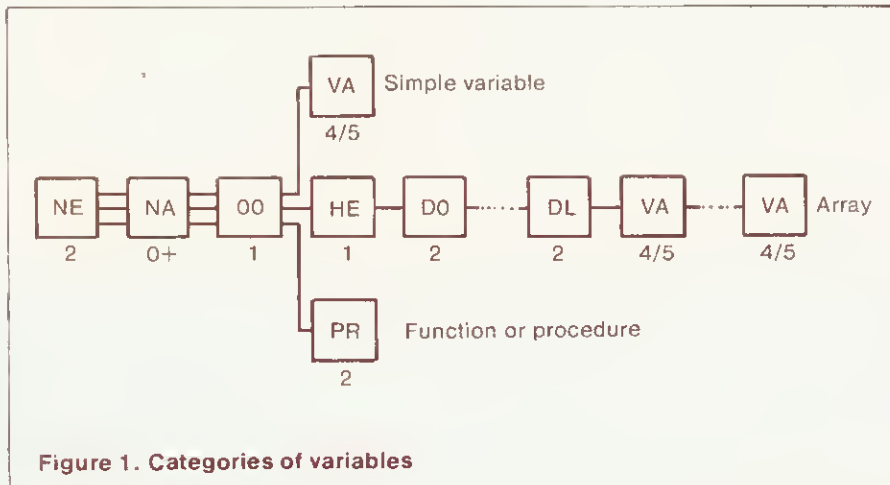 VA Simple variable
4/5
NE NA 00 HE D0 DL VA VA Array
2 0+ 1 1 2 2 4/5 4/5
PR Function or procedure
2
Figure 1. Categories of variables